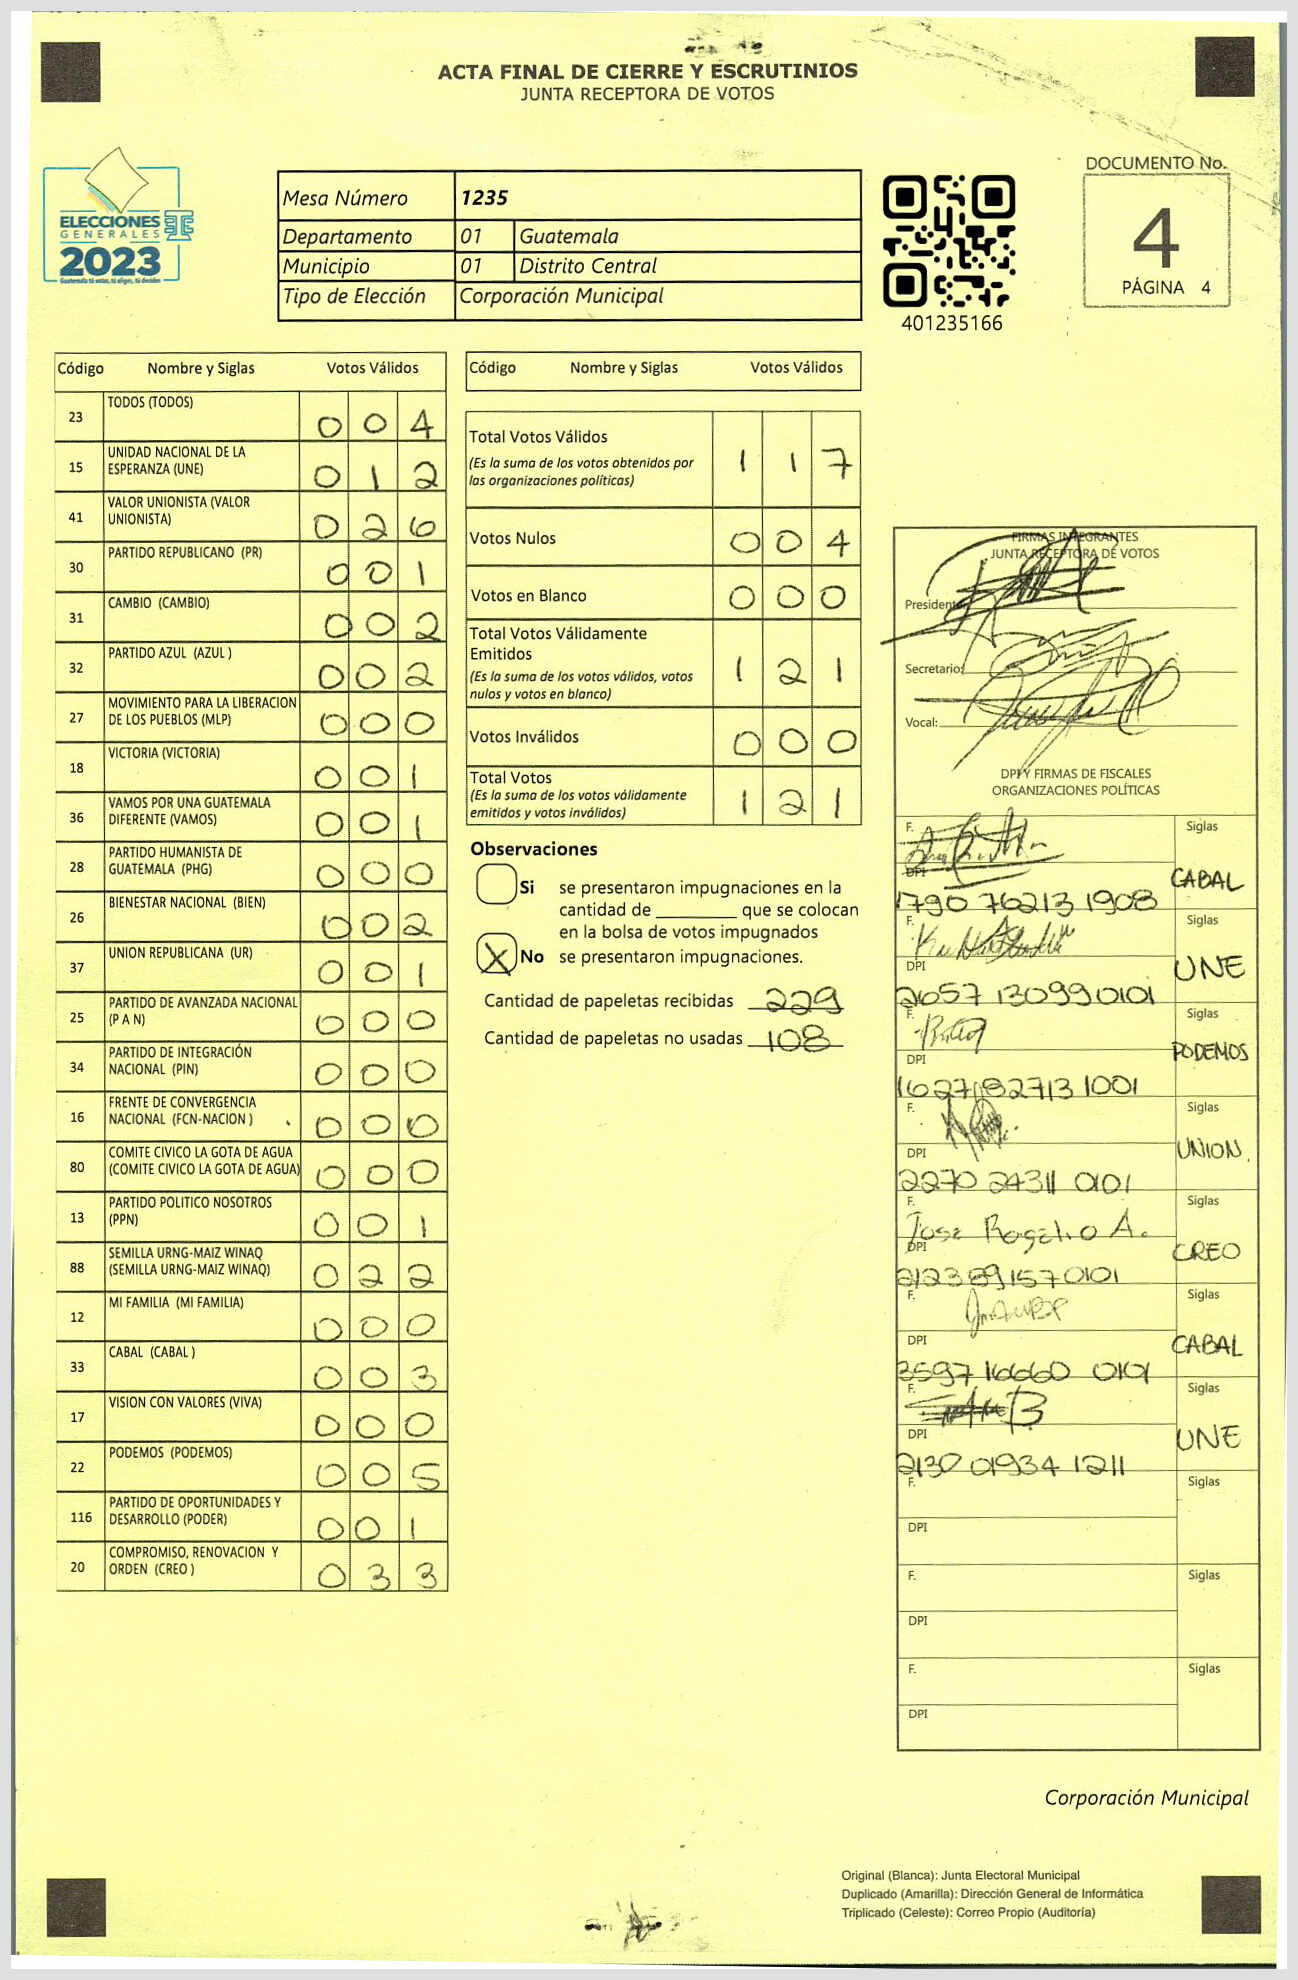 ACTA FINAL DE CIERRE Y ESCRUTINIOS
JUNTA RECEPTORA DE VOTOS
ELECCIONES
GENERALES
2023
Guatemala tú votas, tú eliges, tú decides
Mesa Número 1235
Departamento 01 Guatemala
Municipio 01 Distrito Central
Tipo de Elección Corporación Municipal
401235166
DOCUMENTO No.
4
PÁGINA 4
Código Nombre y Siglas Votos Válidos
23 TODOS (TODOS) 0 0 4
15 UNIDAD NACIONAL DE LA ESPERANZA (UNE) 0 1 2
41 VALOR UNIONISTA (VALOR UNIONISTA) 0 2 6
30 PARTIDO REPUBLICANO (PR) 0 0 1
31 CAMBIO (CAMBIO) 0 0 2
32 PARTIDO AZUL (AZUL ) 0 0 2
27 MOVIMIENTO PARA LA LIBERACION DE LOS PUEBLOS (MLP) 0 0 0
18 VICTORIA (VICTORIA) 0 0 1
36 VAMOS POR UNA GUATEMALA DIFERENTE (VAMOS) 0 0 1
28 PARTIDO HUMANISTA DE GUATEMALA (PHG) 0 0 0
26 BIENESTAR NACIONAL (BIEN) 0 0 2
37 UNION REPUBLICANA (UR) 0 0 1
25 PARTIDO DE AVANZADA NACIONAL (P A N) 0 0 0
34 PARTIDO DE INTEGRACIÓN NACIONAL (PIN) 0 0 0
16 FRENTE DE CONVERGENCIA NACIONAL (FCN-NACION ) 0 0 0
80 COMITE CIVICO LA GOTA DE AGUA (COMITE CIVICO LA GOTA DE AGUA) 0 0 0
13 PARTIDO POLITICO NOSOTROS (PPN) 0 0 1
88 SEMILLA URNG-MAIZ WINAQ (SEMILLA URNG-MAIZ WINAQ) 0 2 2
12 MI FAMILIA (MI FAMILIA) 0 0 0
33 CABAL (CABAL ) 0 0 3
17 VISION CON VALORES (VIVA) 0 0 0
22 PODEMOS (PODEMOS) 0 0 5
116 PARTIDO DE OPORTUNIDADES Y DESARROLLO (PODER) 0 0 1
20 COMPROMISO, RENOVACION Y ORDEN (CREO ) 0 3 3
Código Nombre y Siglas Votos Válidos
Total Votos Válidos 1 1 7
(Es la suma de los votos obtenidos por
las organizaciones políticas)
Votos Nulos 0 0 4
Votos en Blanco 0 0 0
Total Votos Válidamente
Emitidos 1 2 1
(Es la suma de los votos válidos, votos
nulos y votos en blanco)
Votos Inválidos 0 0 0
Total Votos 1 2 1
(Es la suma de los votos válidamente
emitidos y votos inválidos)
Observaciones
Si se presentaron impugnaciones en la
cantidad de ________ que se colocan
en la bolsa de votos impugnados
X No se presentaron impugnaciones.
Cantidad de papeletas recibidas 229
Cantidad de papeletas no usadas 108
FIRMAS INTEGRANTES
JUNTA RECEPTORA DE VOTOS
Presidente:
Secretario:
Vocal:
DPI Y FIRMAS DE FISCALES
ORGANIZACIONES POLÍTICAS
F. Siglas
DPI CABAL
1790 76213 1908
F. Siglas
DPI UNE
2657 13099 0101
F. Siglas
DPI PODEMOS
1627 82713 1001
F. Siglas
DPI UNION.
2270 24311 0101
F. Jose Rogelio A. Siglas
DPI CREO
2123 89157 0101
F. Siglas
DPI CABAL
3597 16660 0101
F. Siglas
DPI UNE
2130 01934 1211
F. Siglas
DPI
F. Siglas
DPI
F. Siglas
DPI
Corporación Municipal
Original (Blanca): Junta Electoral Municipal
Duplicado (Amarilla): Dirección General de Informática
Triplicado (Celeste): Correo Propio (Auditoría)